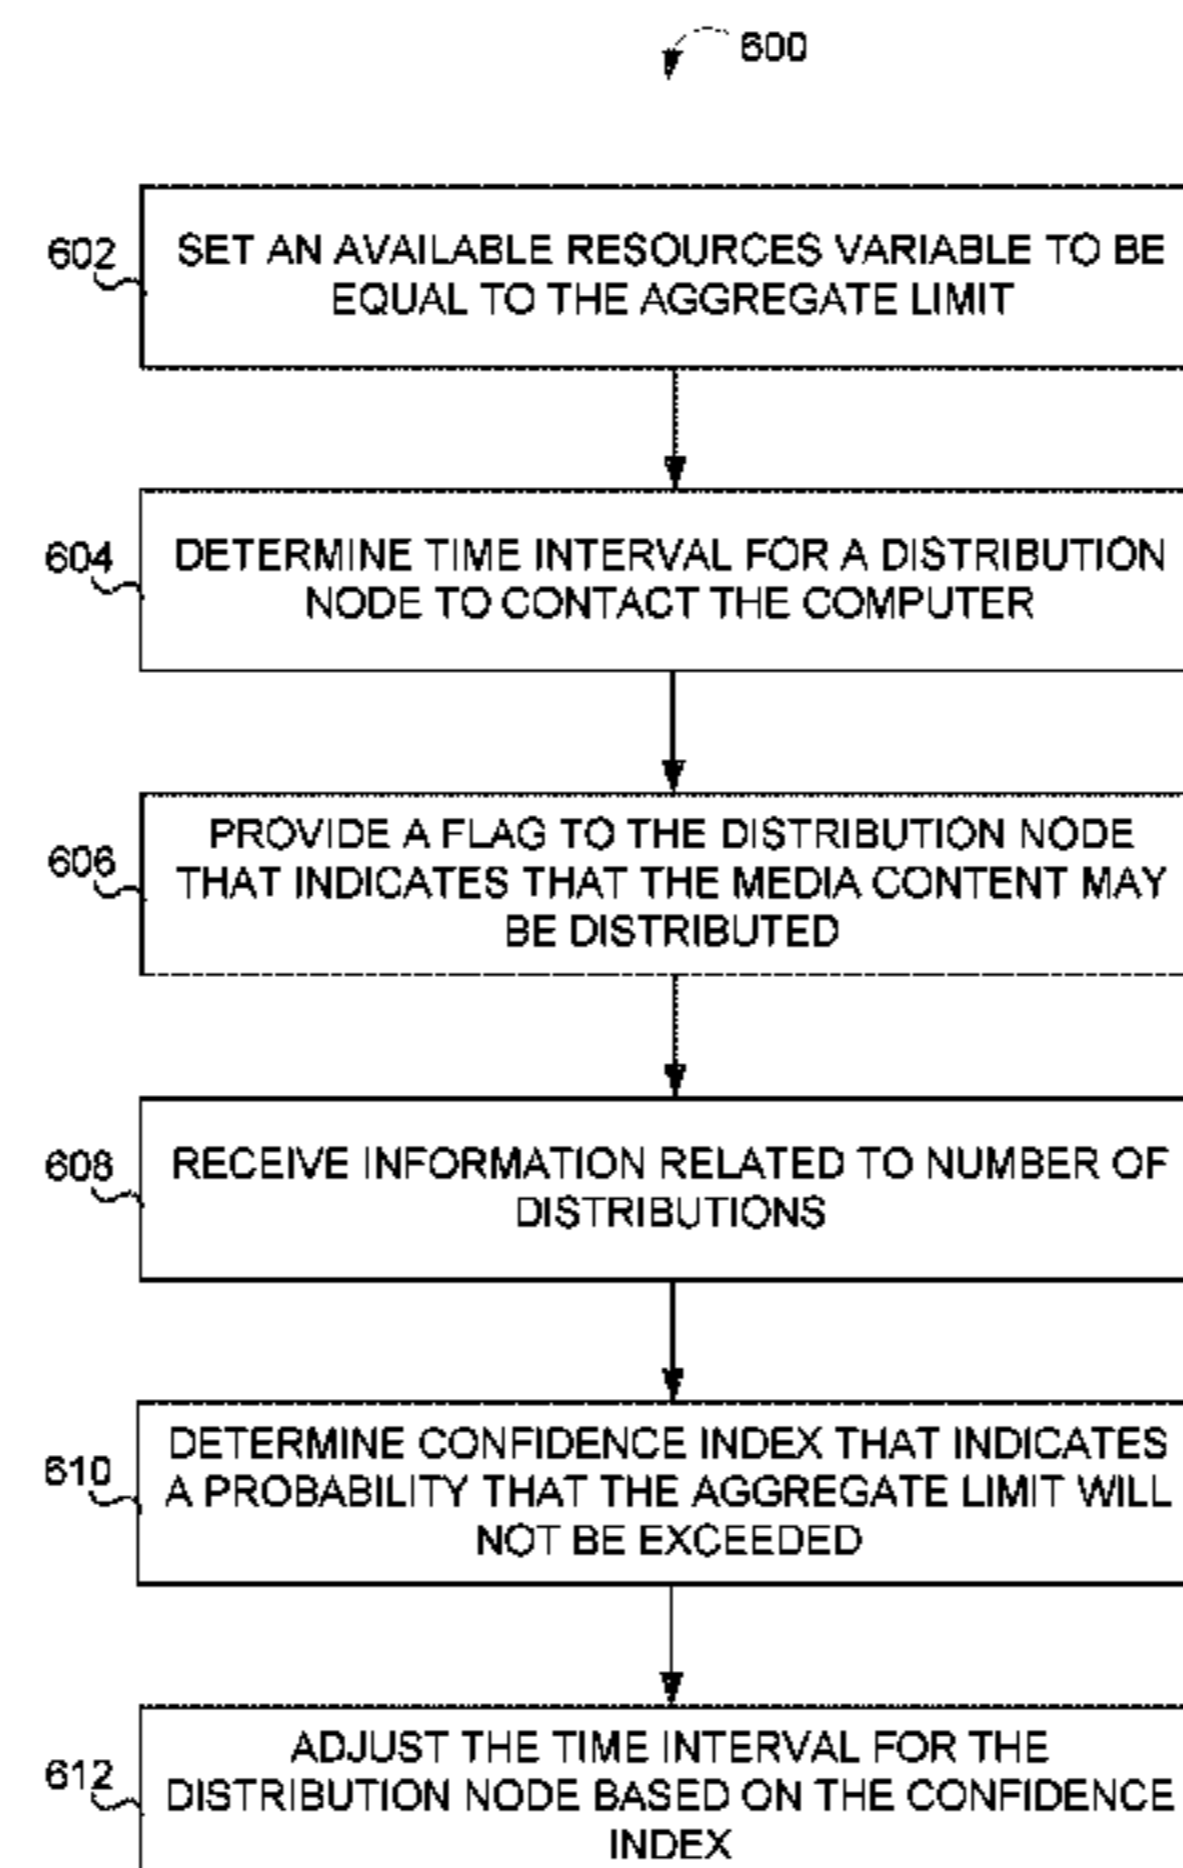 600
602
SET AN AVAILABLE RESOURCES VARIABLE TO BE
EQUAL TO THE AGGREGATE LIMIT
604
DETERMINE TIME INTERVAL FOR A DISTRIBUTION
NODE TO CONTACT THE COMPUTER
606
PROVIDE A FLAG TO THE DISTRIBUTION NODE
THAT INDICATES THAT THE MEDIA CONTENT MAY
BE DISTRIBUTED
608
RECEIVE INFORMATION RELATED TO NUMBER OF
DISTRIBUTIONS
610
DETERMINE CONFIDENCE INDEX THAT INDICATES
A PROBABILITY THAT THE AGGREGATE LIMIT WILL
NOT BE EXCEEDED
612
ADJUST THE TIME INTERVAL FOR THE
DISTRIBUTION NODE BASED ON THE CONFIDENCE
INDEX